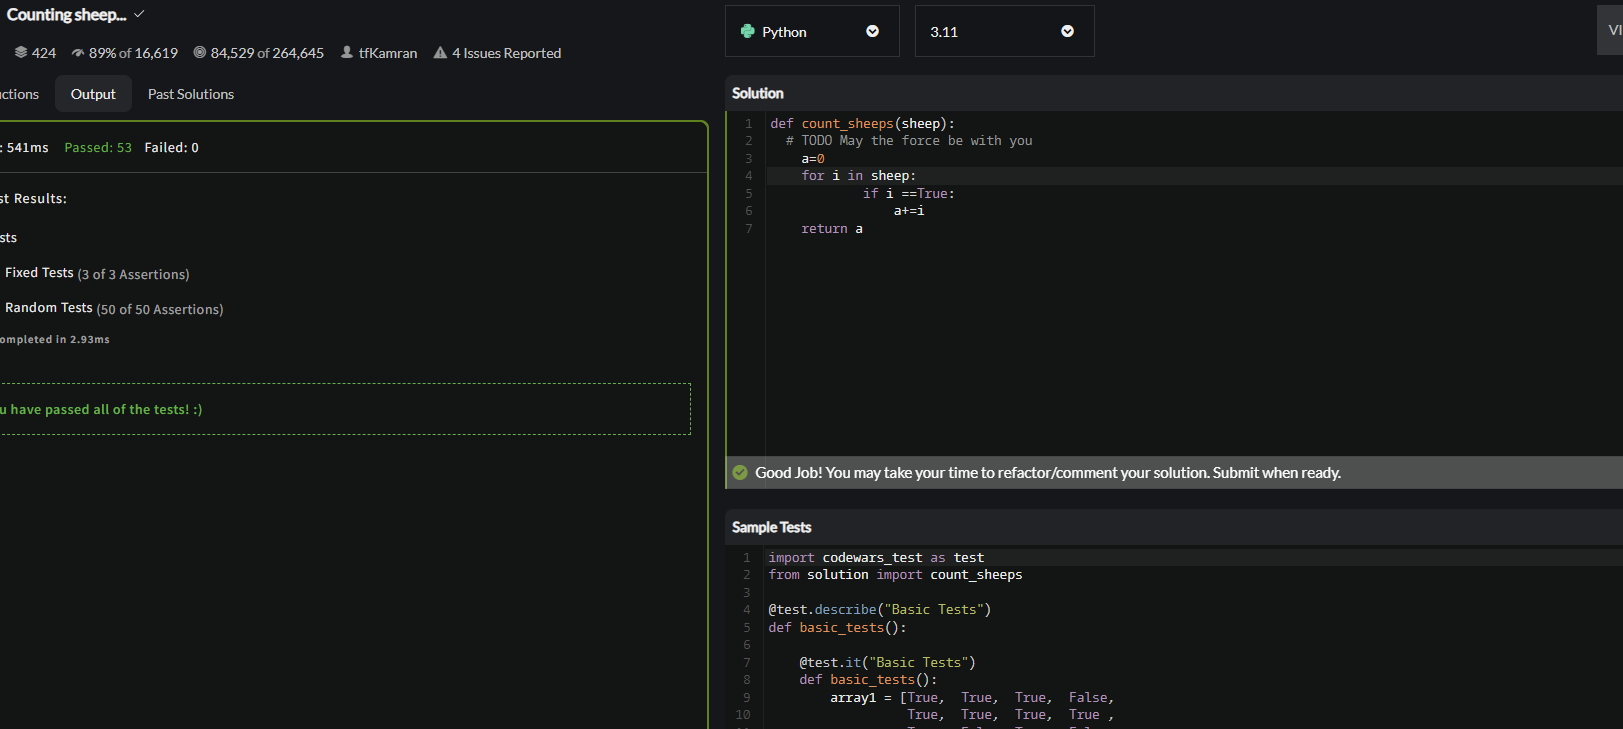 Counting sheep...
424 89% of 16,619 84,529 of 264,645 tfKamran 4 Issues Reported
Output Past Solutions
: 541ms Passed: 53 Failed: 0
st Results:
sts
Fixed Tests (3 of 3 Assertions)
Random Tests (50 of 50 Assertions)
ompleted in 2.93ms
u have passed all of the tests! :)
Python 3.11
VI
Solution
1 def count_sheeps(sheep):
2 # TODO May the force be with you
3 a=0
4 for i in sheep:
5 if i ==True:
6 a+=i
7 return a
Good Job! You may take your time to refactor/comment your solution. Submit when ready.
Sample Tests
1 import codewars_test as test
2 from solution import count_sheeps
3
4 @test.describe("Basic Tests")
5 def basic_tests():
6
7 @test.it("Basic Tests")
8 def basic_tests():
9 array1 = [True, True, True, False,
10 True, True, True, True ,